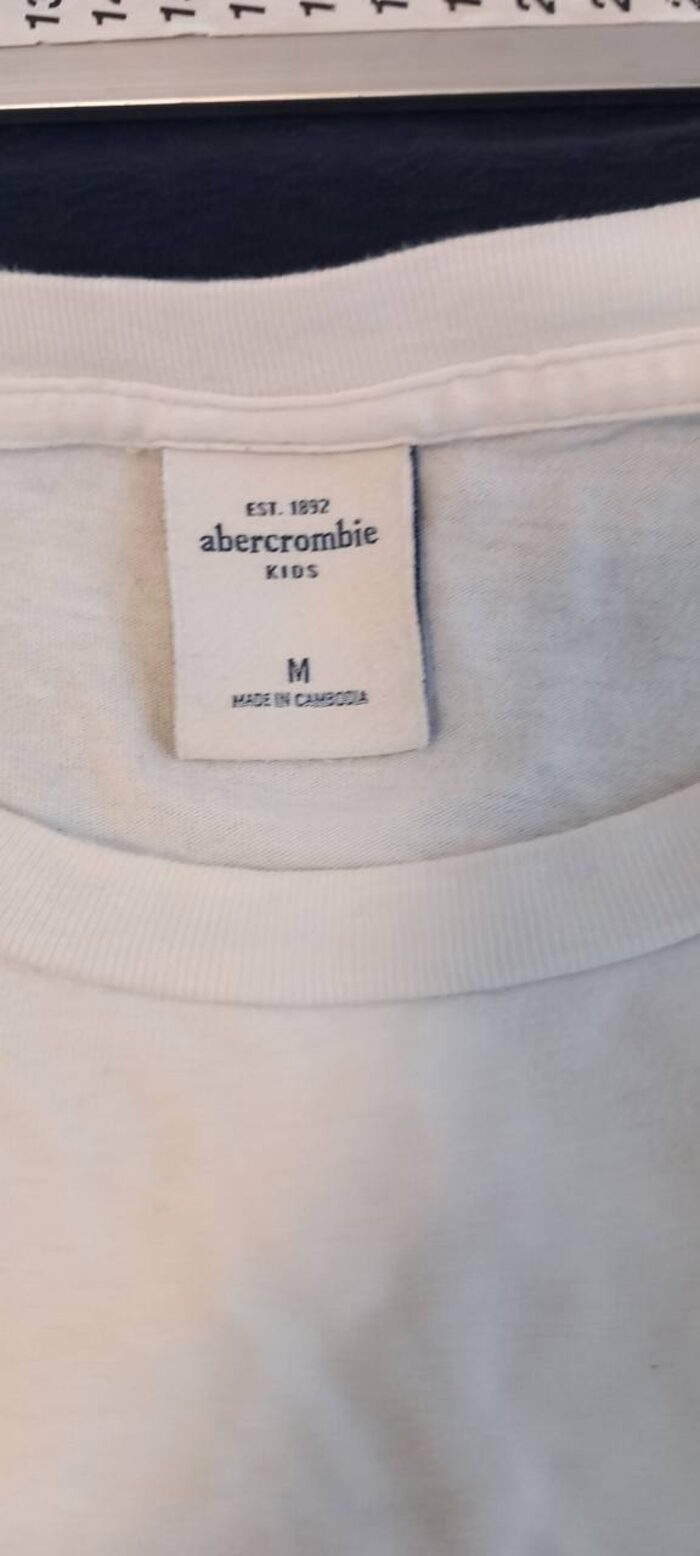 EST. 1892
abercrombie
KIDS
M
MADE IN CAMBODIA